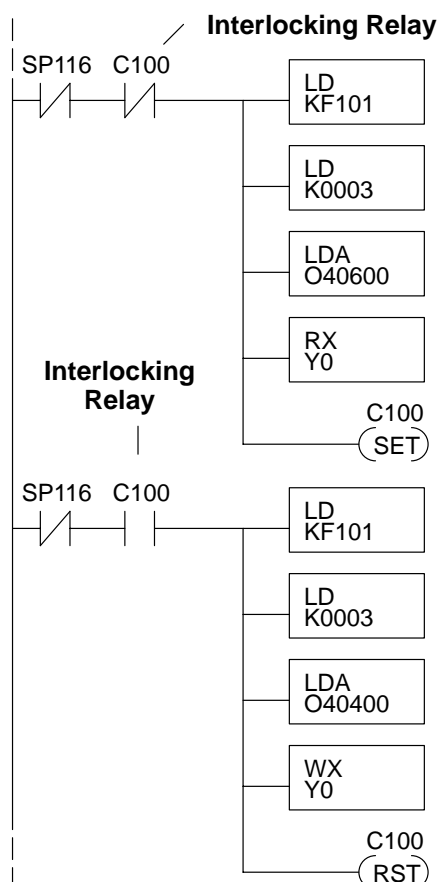 Interlocking Relay
SP116 C100
LD
KF101
LD
K0003
LDA
O40600
RX
Y0
C100
SET
Interlocking
Relay
SP116 C100
LD
KF101
LD
K0003
LDA
O40400
WX
Y0
C100
RST